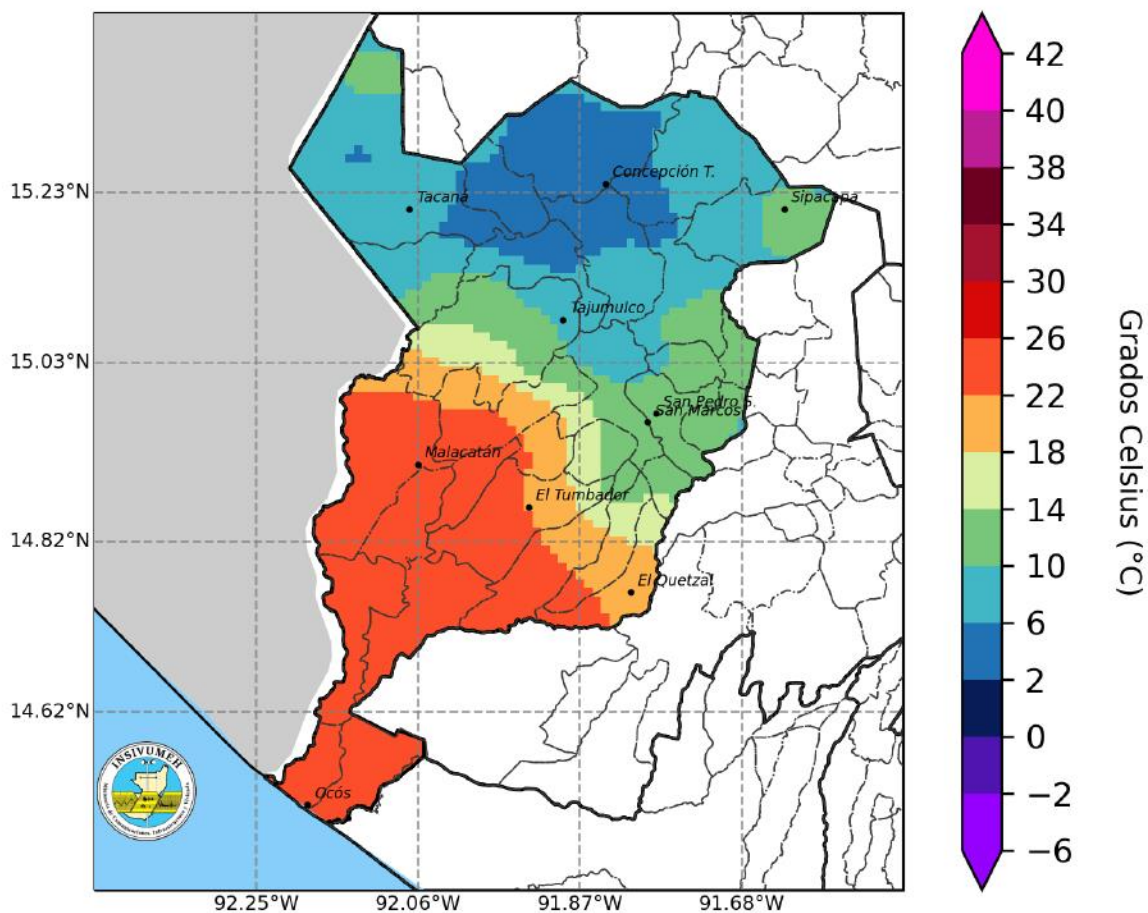 42
40
38
34
30
26
22
18
14
10
6
2
0
−2
−6
Grados Celsius (°C)
15.23°N
15.03°N
14.82°N
14.62°N
92.25°W
92.06°W
91.87°W
91.68°W
Concepción T.
Tacaná
Sipacapa
Tajumulco
San Pedro S.
San Marcos
Malacatán
El Tumbador
El Quetzal
Ocós
INSIVUMEH